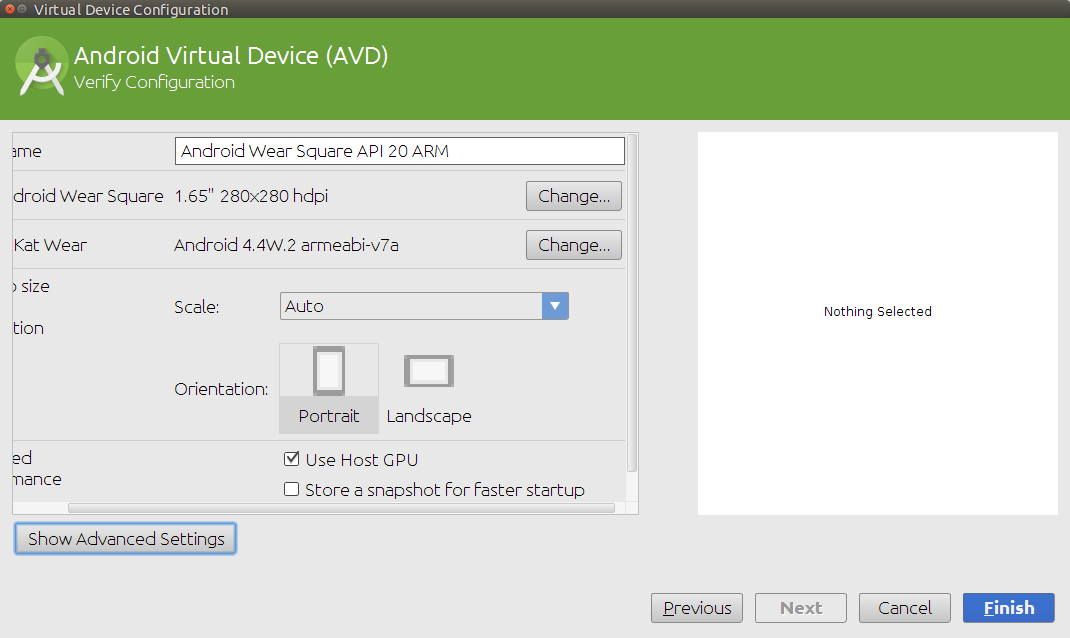 Virtual Device Configuration
Android Virtual Device (AVD)
Verify Configuration
ame
Android Wear Square API 20 ARM
droid Wear Square 1.65" 280x280 hdpi Change...
Kat Wear Android 4.4W.2 armeabi-v7a Change...
size
Scale: Auto
tion
Orientation:
Portrait Landscape
ed
Use Host GPU
mance
Store a snapshot for faster startup
Nothing Selected
Show Advanced Settings
Previous Next Cancel Finish